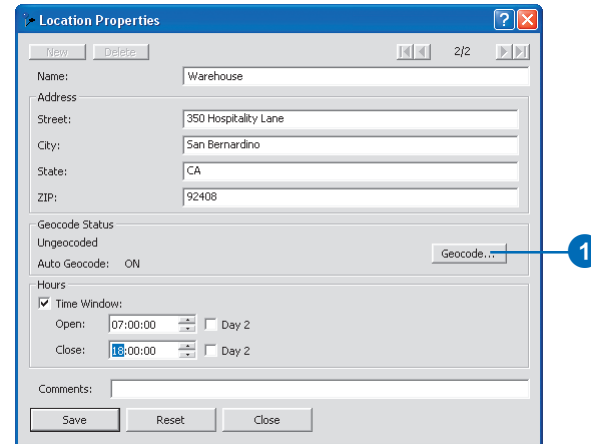 Location Properties
New Delete 2/2
Name: Warehouse
Address
Street: 350 Hospitality Lane
City: San Bernardino
State: CA
ZIP: 92408
Geocode Status
Ungeocoded
Geocode... 1
Auto Geocode: ON
Hours
Time Window:
Open: 07:00:00 Day 2
Close: 18:00:00 Day 2
Comments:
Save Reset Close